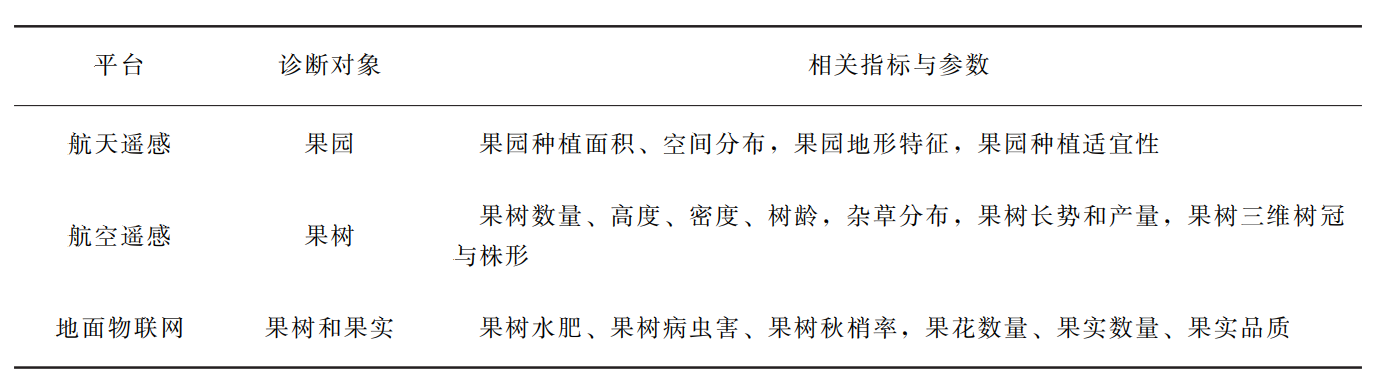 平台 诊断对象 相关指标与参数
航天遥感 果园 果园种植面积、空间分布，果园地形特征，果园种植适宜性
航空遥感 果树 果树数量、高度、密度、树龄，杂草分布，果树长势和产量，果树三维树冠
与株形
地面物联网 果树和果实 果树水肥、果树病虫害、果树秋梢率，果花数量、果实数量、果实品质